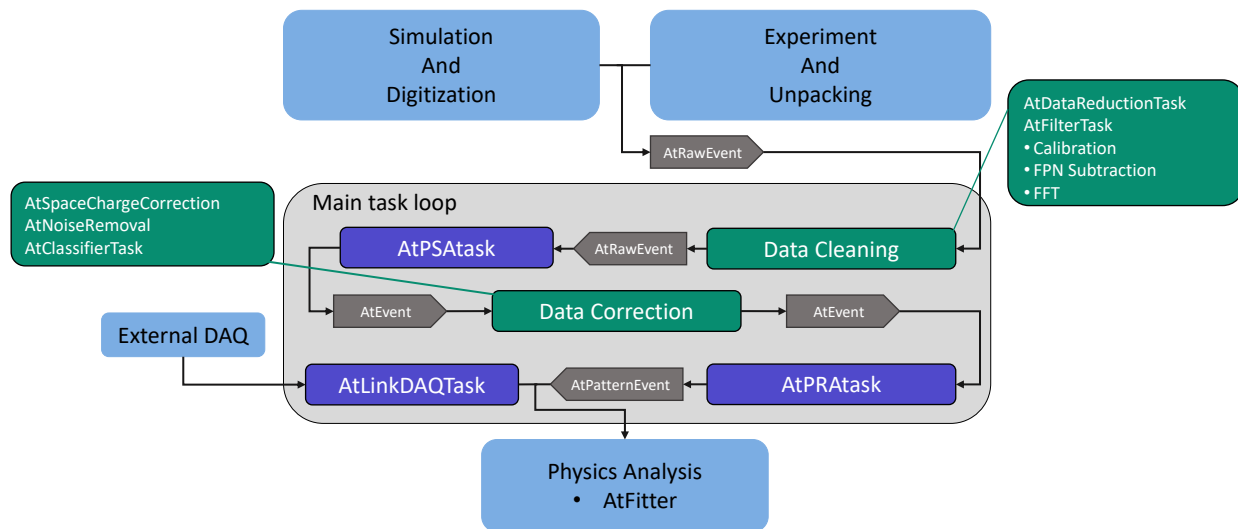 Simulation
And
Digitization
Experiment
And
Unpacking
AtDataReductionTask
AtFilterTask
• Calibration
• FPN Subtraction
• FFT
AtRawEvent
AtSpaceChargeCorrection
AtNoiseRemoval
AtClassifierTask
Main task loop
AtPSAtask
AtRawEvent
Data Cleaning
AtEvent
Data Correction
AtEvent
External DAQ
AtLinkDAQTask
AtPatternEvent
AtPRAtask
Physics Analysis
• AtFitter